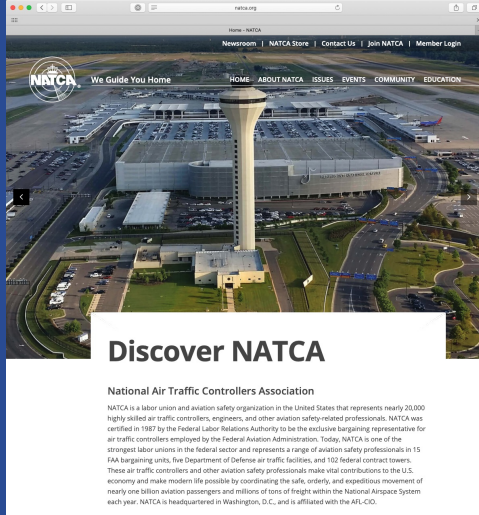 natca.org
Home - NATCA
Newsroom | NATCA Store | Contact Us | Join NATCA | Member Login
NATCA
We Guide You Home
HOME ABOUT NATCA ISSUES EVENTS COMMUNITY EDUCATION
Discover NATCA
National Air Traffic Controllers Association
NATCA is a labor union and aviation safety organization in the United States that represents nearly 20,000
highly skilled air traffic controllers, engineers, and other aviation safety-related professionals. NATCA was
certified in 1987 by the Federal Labor Relations Authority to be the exclusive bargaining representative for
air traffic controllers employed by the Federal Aviation Administration. Today, NATCA is one of the
strongest labor unions in the federal sector and represents a range of aviation safety professionals in 15
FAA bargaining units, five Department of Defense air traffic facilities, and 102 federal contract towers.
These air traffic controllers and other aviation safety professionals make vital contributions to the U.S.
economy and make modern life possible by coordinating the safe, orderly, and expeditious movement of
nearly one billion aviation passengers and millions of tons of freight within the National Airspace System
each year. NATCA is headquartered in Washington, D.C., and is affiliated with the AFL-CIO.